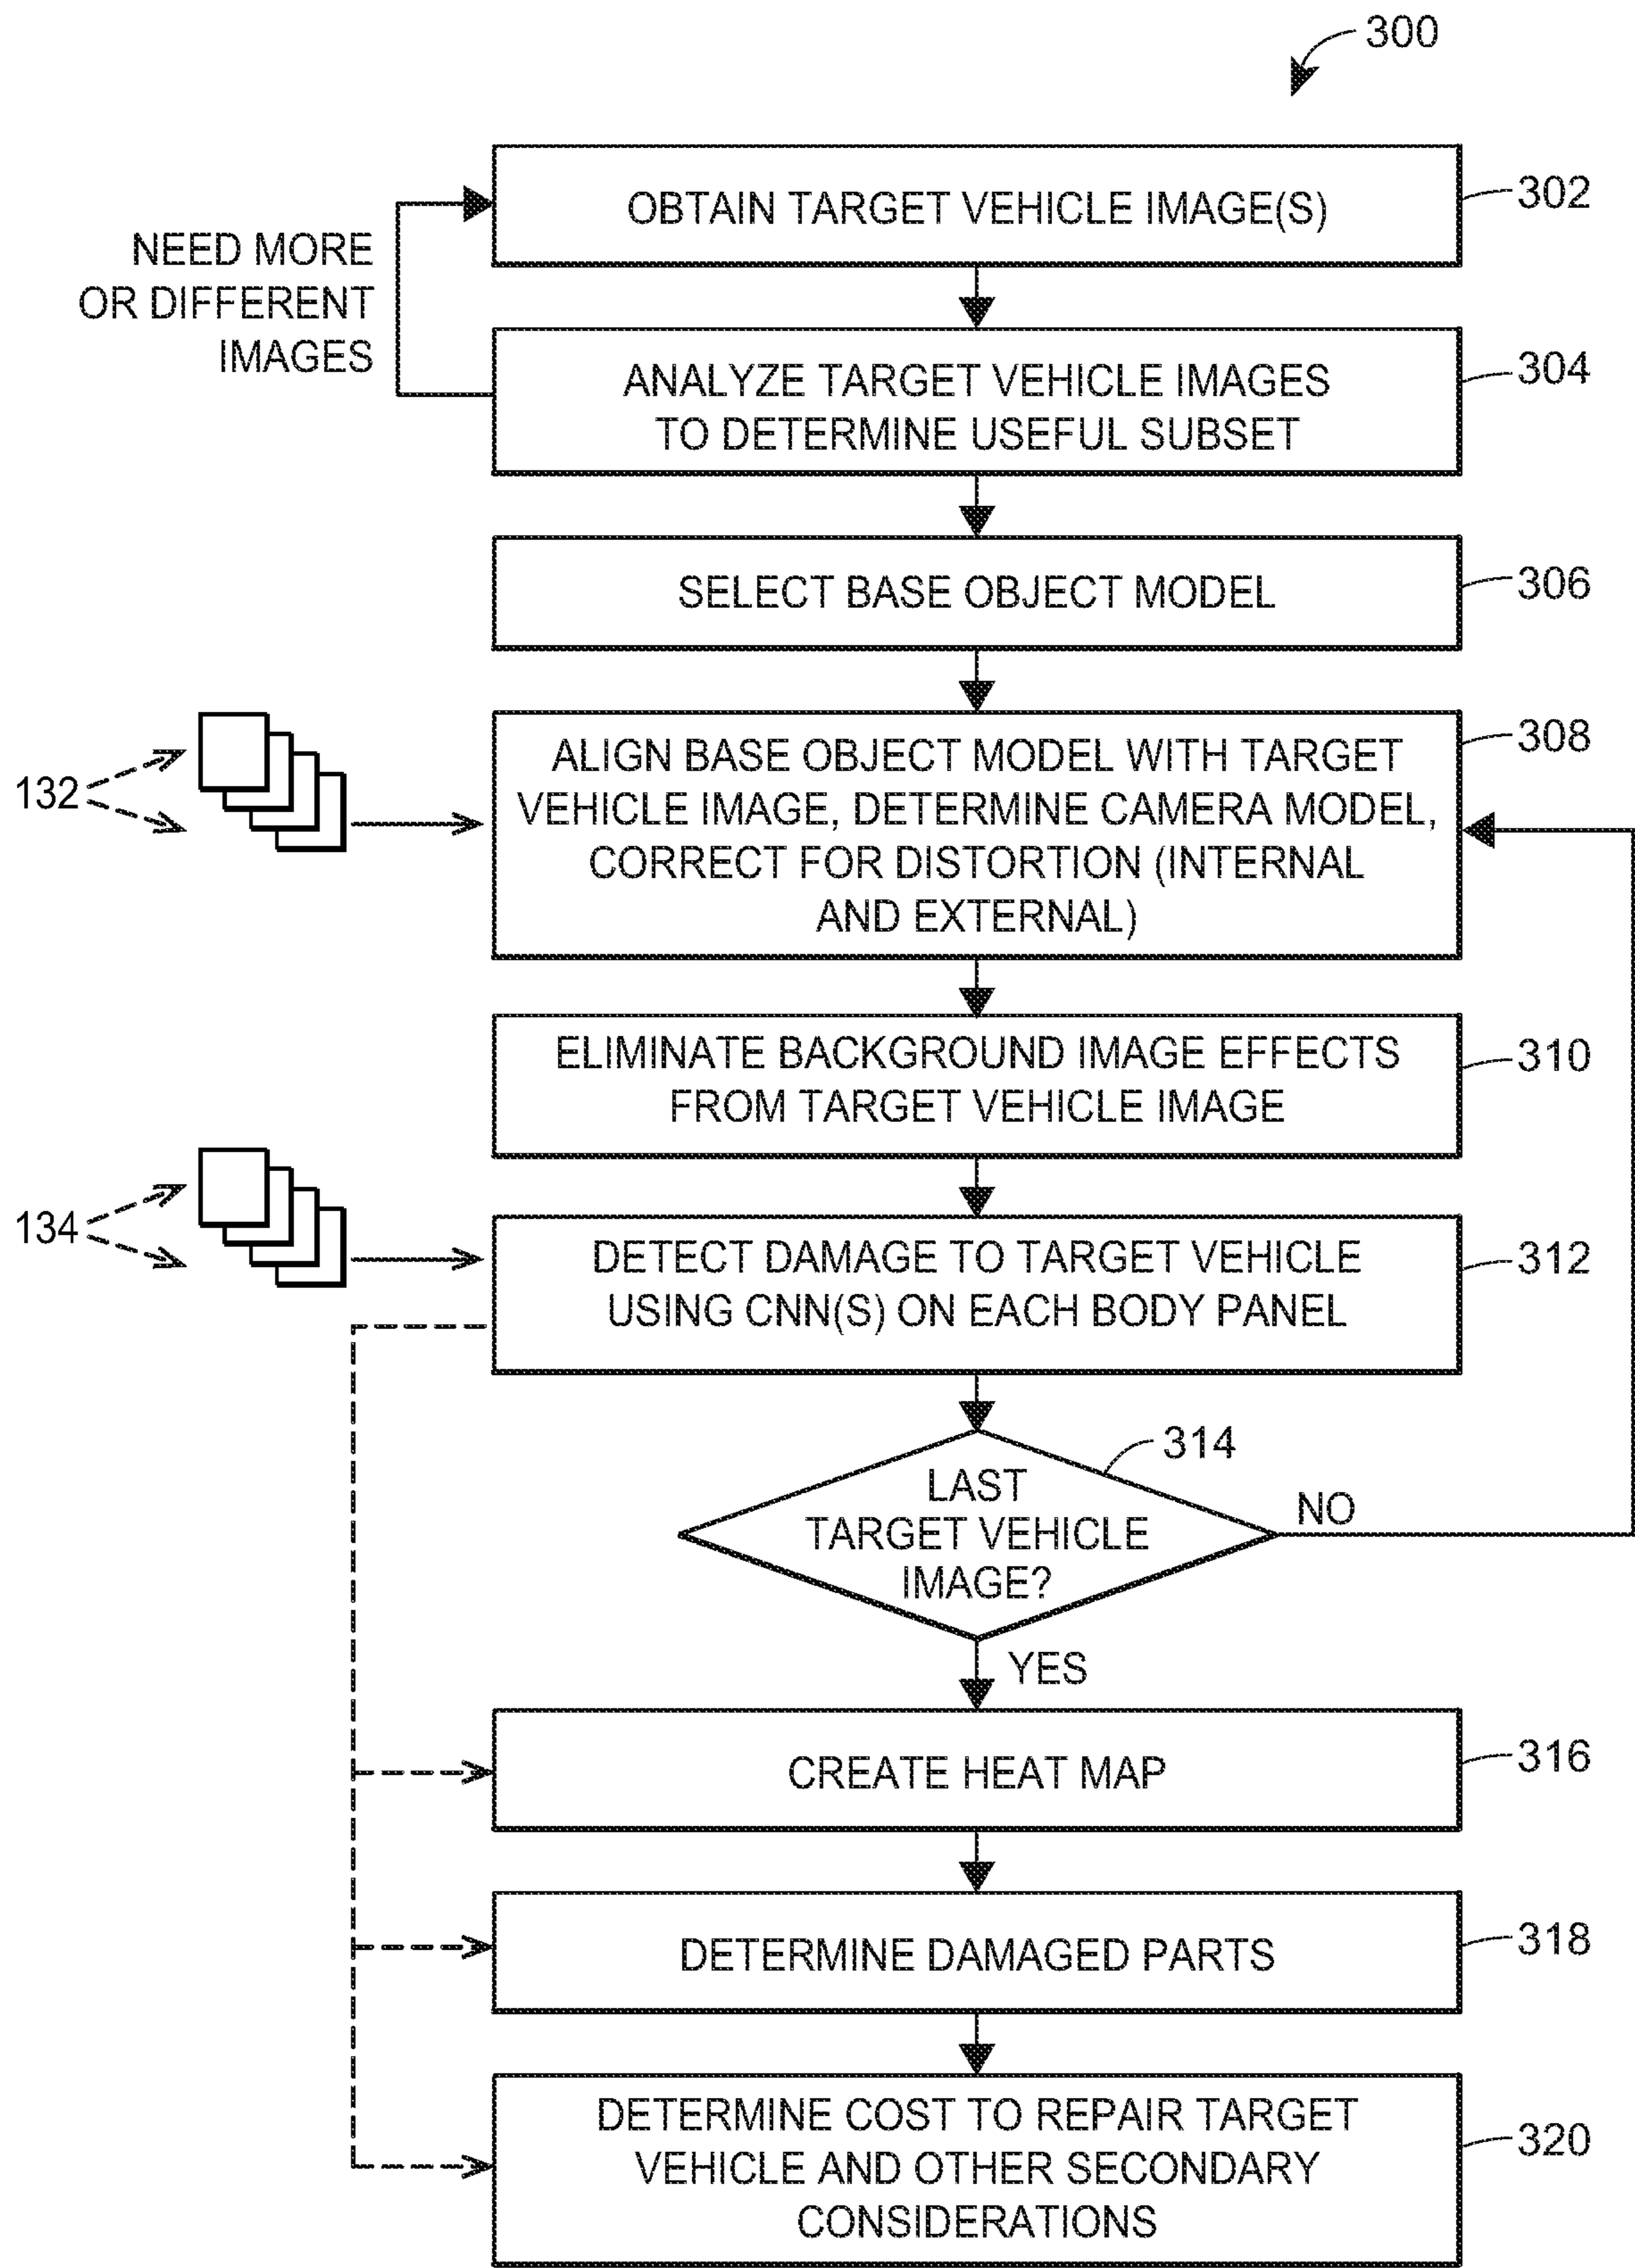 300
OBTAIN TARGET VEHICLE IMAGE(S)
302
NEED MORE
OR DIFFERENT
IMAGES
ANALYZE TARGET VEHICLE IMAGES
TO DETERMINE USEFUL SUBSET
304
SELECT BASE OBJECT MODEL
306
132
ALIGN BASE OBJECT MODEL WITH TARGET
VEHICLE IMAGE, DETERMINE CAMERA MODEL,
CORRECT FOR DISTORTION (INTERNAL
AND EXTERNAL)
308
ELIMINATE BACKGROUND IMAGE EFFECTS
FROM TARGET VEHICLE IMAGE
310
134
DETECT DAMAGE TO TARGET VEHICLE
USING CNN(S) ON EACH BODY PANEL
312
314
LAST
TARGET VEHICLE
IMAGE?
NO
YES
CREATE HEAT MAP
316
DETERMINE DAMAGED PARTS
318
DETERMINE COST TO REPAIR TARGET
VEHICLE AND OTHER SECONDARY
CONSIDERATIONS
320